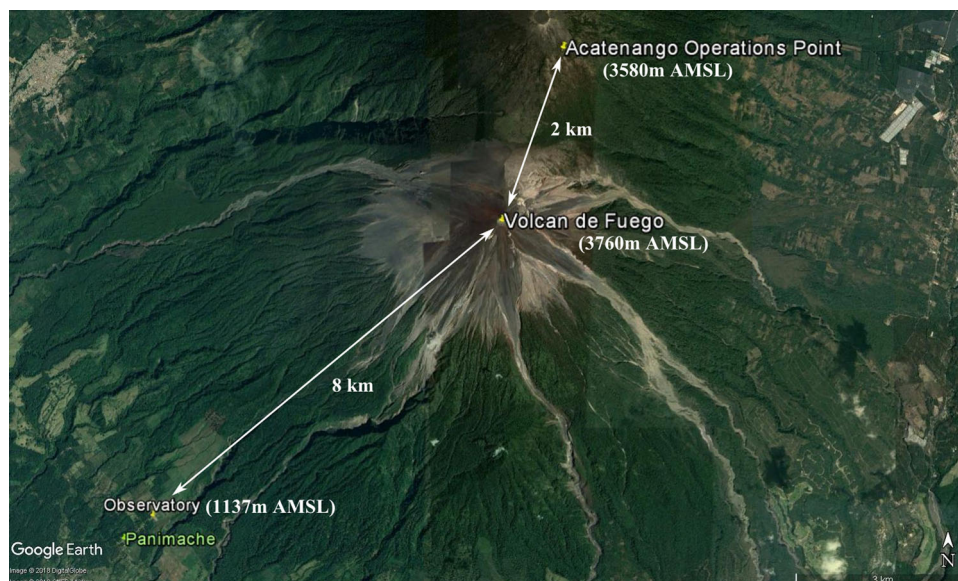 Acatenango Operations Point
(3580m AMSL)
2 km
Volcan de Fuego
(3760m AMSL)
8 km
Observatory (1137m AMSL)
Panimache
Google Earth
N
Image © 2018 DigitalGlobe
3 km